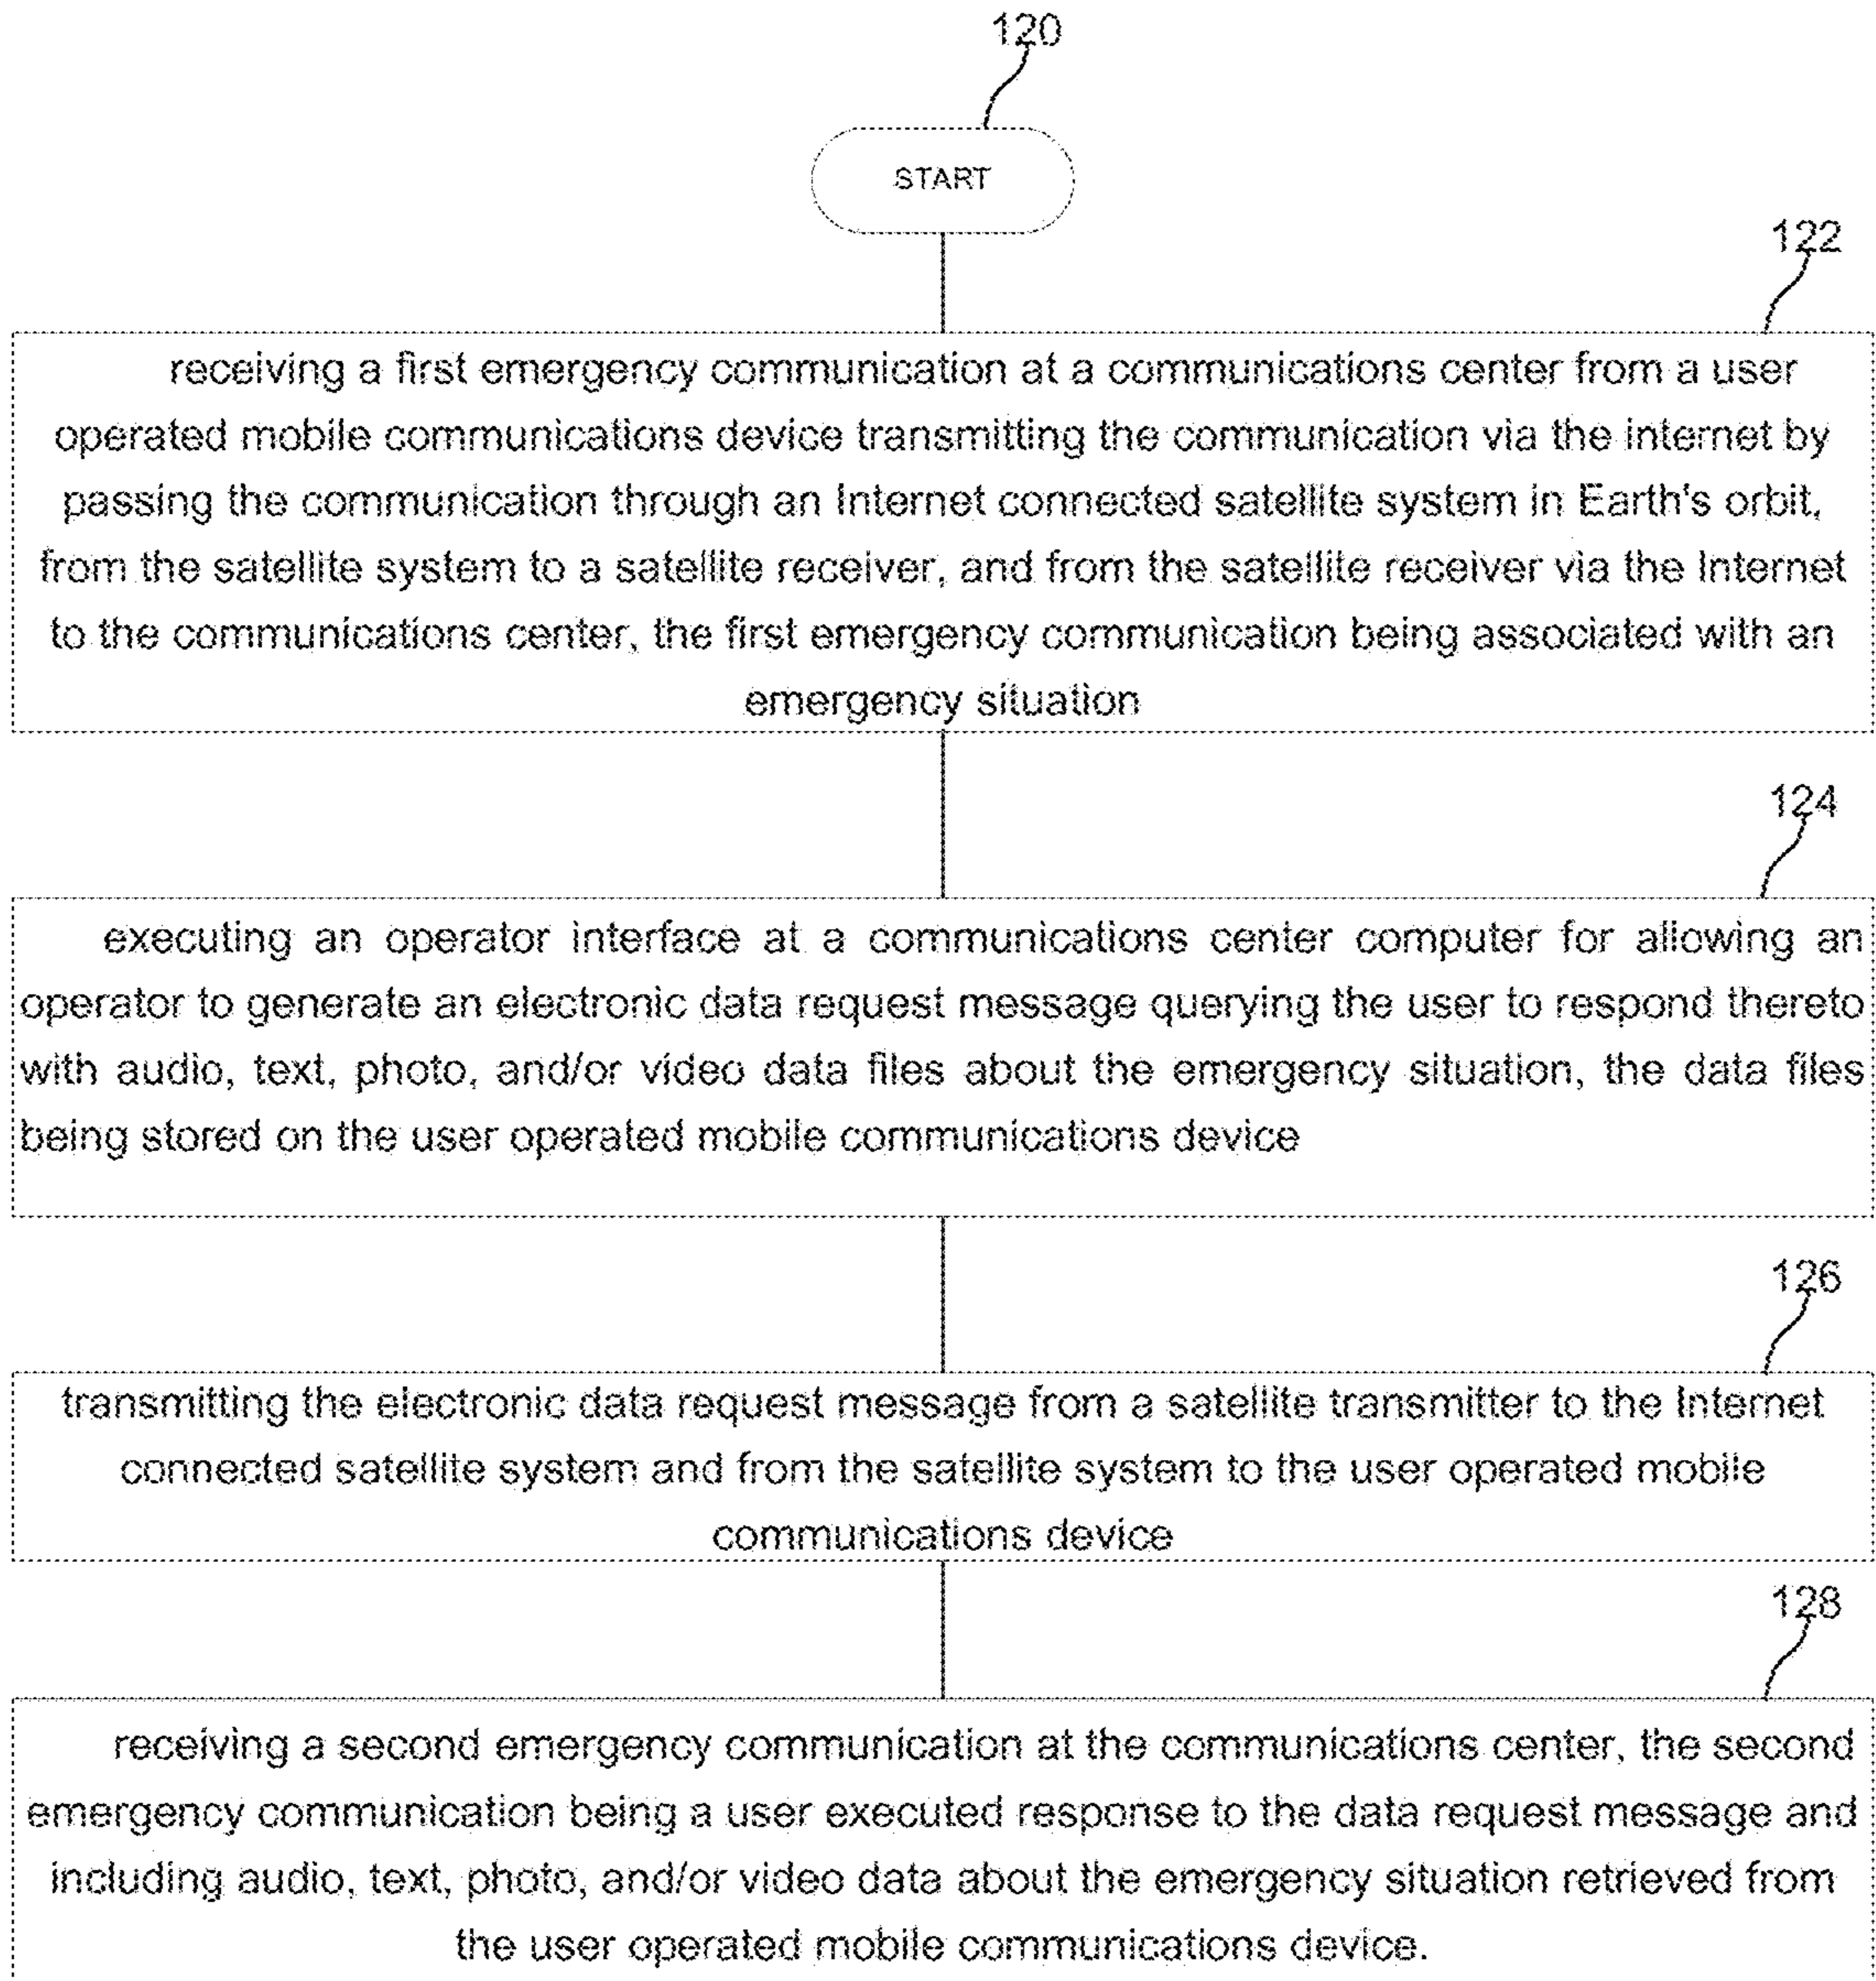 120
START
122
receiving a first emergency communication at a communications center from a user
operated mobile communications device transmitting the communication via the internet by
passing the communication through an Internet connected satellite system in Earth's orbit,
from the satellite system to a satellite receiver, and from the satellite receiver via the Internet
to the communications center, the first emergency communication being associated with an
emergency situation
124
executing an operator interface at a communications center computer for allowing an
operator to generate an electronic data request message querying the user to respond thereto
with audio, text, photo, and/or video data files about the emergency situation, the data files
being stored on the user operated mobile communications device
126
transmitting the electronic data request message from a satellite transmitter to the Internet
connected satellite system and from the satellite system to the user operated mobile
communications device
128
receiving a second emergency communication at the communications center, the second
emergency communication being a user executed response to the data request message and
including audio, text, photo, and/or video data about the emergency situation retrieved from
the user operated mobile communications device.